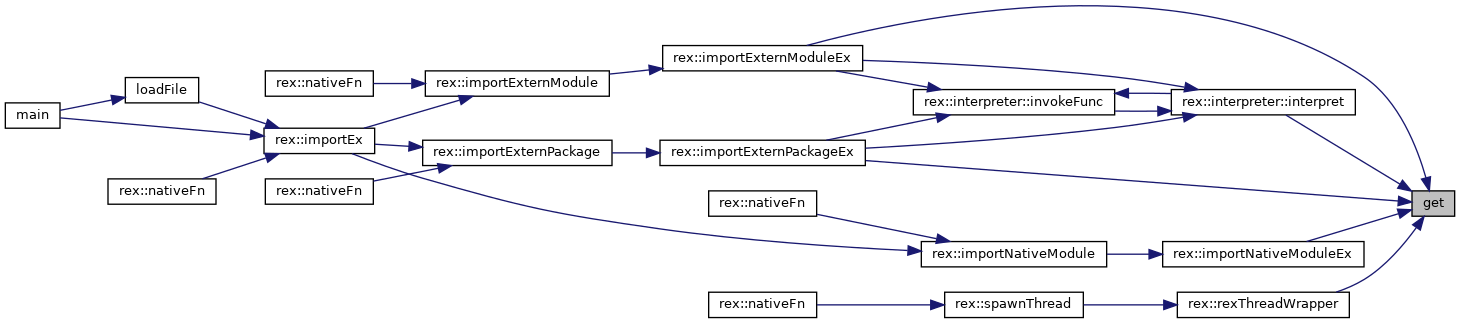 main
loadFile
rex::nativeFn
rex::importEx
rex::nativeFn
rex::nativeFn
rex::importExternModule
rex::importExternPackage
rex::importExternModuleEx
rex::importExternPackageEx
rex::nativeFn
rex::nativeFn
rex::interpreter::invokeFunc
rex::importNativeModule
rex::spawnThread
rex::interpreter::interpret
rex::importNativeModuleEx
rex::rexThreadWrapper
get